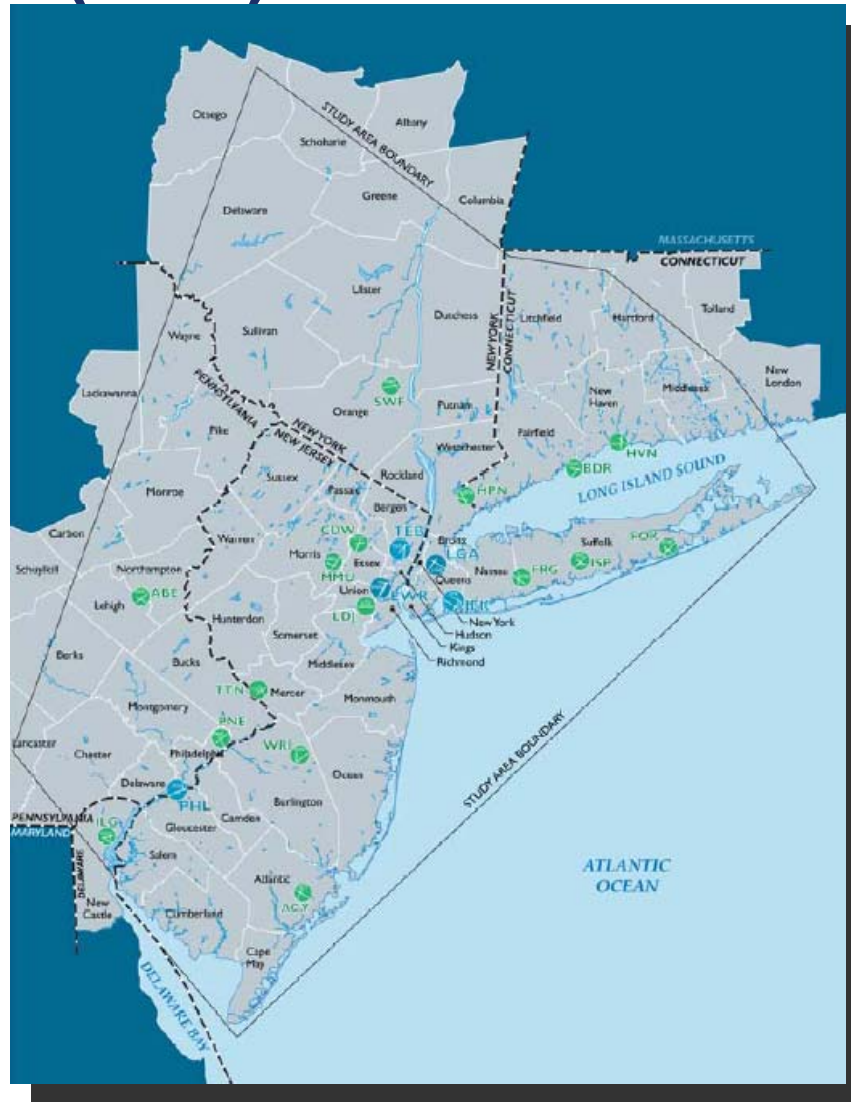 Otsego
Schoharie
Albany
STUDY AREA BOUNDARY
Delaware
Greene
Columbia
MASSACHUSETTS
CONNECTICUT
Ulster
Dutchess
NEW YORK
CONNECTICUT
Litchfield
Hartford
Tolland
Wayne
Sullivan
Lackawanna
PENNSYLVANIA
SWF
Orange
Putnam
New
Haven
Middlesex
New
London
Pike
NEW YORK
NEW JERSEY
Westchester
Fairfield
HVN
BDR
LONG ISLAND SOUND
Sussex
Rockland
Passaic
HPN
Monroe
Bergen
Carbon
Warren
CDW
TEB
Bronx
LGA
Suffolk
FOK
Morris
MMU
Essex
Queens
Nassau
FRG
ISP
Schuylkill
Northampton
Lehigh
ABE
Union
EWR
JFK
Hunterdon
LDJ
New York
Hudson
Kings
Richmond
Somerset
Berks
Bucks
Middlesex
TTN
Mercer
Monmouth
Montgomery
PNE
Lancaster
Chester
Philadelphia
WRI
STUDY AREA BOUNDARY
Ocean
Delaware
PHL
Burlington
PENNSYLVANIA
MARYLAND
ILG
Gloucester
Camden
Salem
ATLANTIC
OCEAN
DELAWARE
New
Castle
Atlantic
ACY
Cumberland
Cape
May
DELAWARE BAY